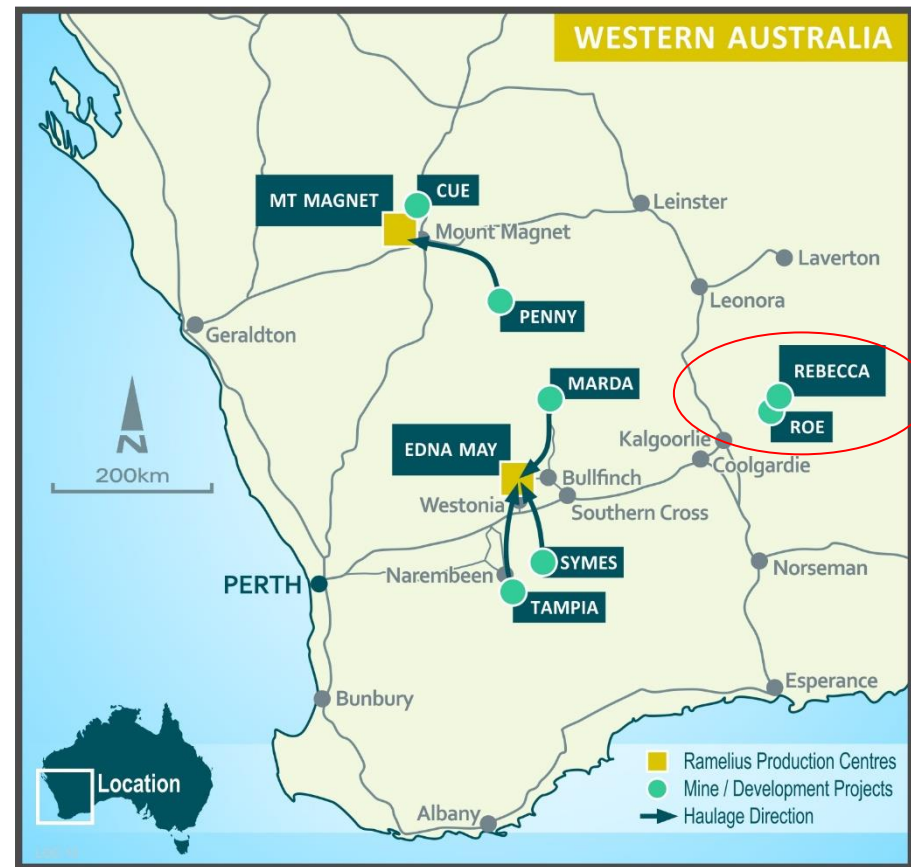 WESTERN AUSTRALIA
CUE
MT MAGNET
Leinster
Mount Magnet
Laverton
Leonora
PENNY
Geraldton
REBECCA
MARDA
ROE
N
Kalgoorlie
EDNA MAY
Coolgardie
200km
Bullfinch
Westonia
Southern Cross
SYMES
Norseman
Narembeen
PERTH
TAMPIA
Esperance
Bunbury
Location
Ramelius Production Centres
Mine / Development Projects
Haulage Direction
Albany